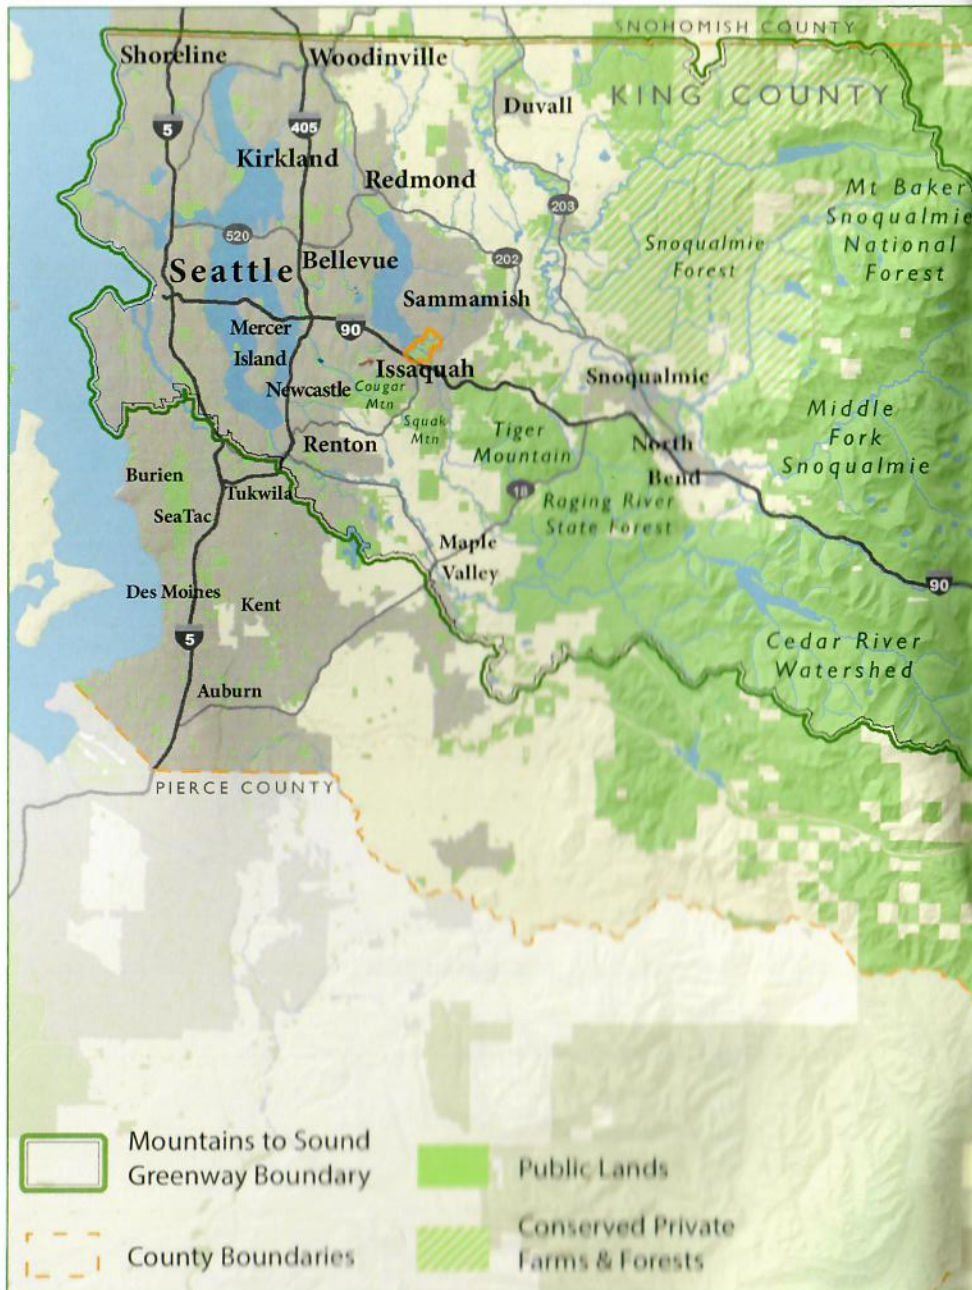 SNOHOMISH COUNTY
Shoreline
Woodinville
KING COUNTY
Duvall
5
405
Kirkland
Redmond
Mt Baker
Snoqualmie
National
Forest
203
520
Snoqualmie
Forest
Seattle
Bellevue
202
Sammamish
Mercer
Island
90
Issaquah
Newcastle
Cougar
Mtn
Snoqualmie
Squak
Mtn
Tiger
Mountain
Middle
Fork
Snoqualmie
Renton
North
Bend
Burien
Tukwila
18
Raging River
State Forest
SeaTac
Maple
Valley
90
Des Moines
Kent
5
Cedar River
Watershed
Auburn
PIERCE COUNTY
Mountains to Sound
Greenway Boundary
Public Lands
County Boundaries
Conserved Private
Farms & Forests